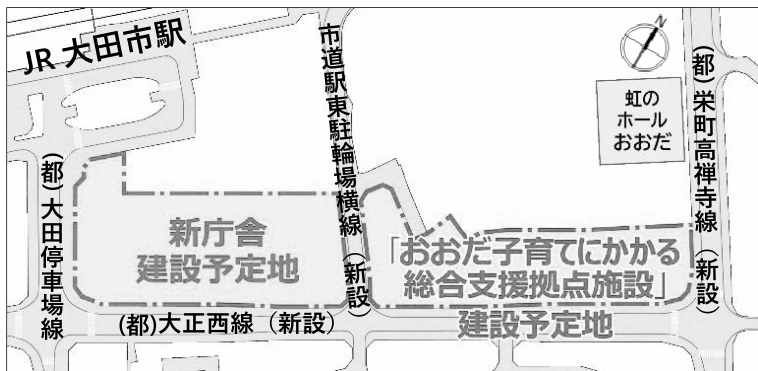 JR 大田市駅
市道駅東駐輪場横線（新設）
N
虹の
ホール
おおだ
(都)栄町高禅寺線（新設）
(都)大田停車場線
新庁舎
建設予定地
「おおだ子育てにかかる
総合支援拠点施設」
建設予定地
(都)大正西線（新設）